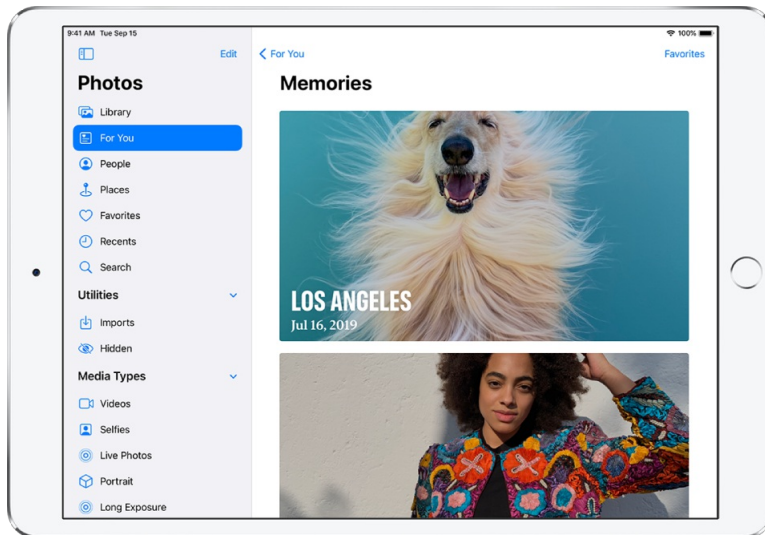 9:41 AM Tue Sep 15
100%
Edit
Photos
Library
For You
People
Places
Favorites
Recents
Search
Utilities
Imports
Hidden
Media Types
Videos
Selfies
Live Photos
Portrait
Long Exposure
For You
Favorites
Memories
LOS ANGELES
Jul 16, 2019